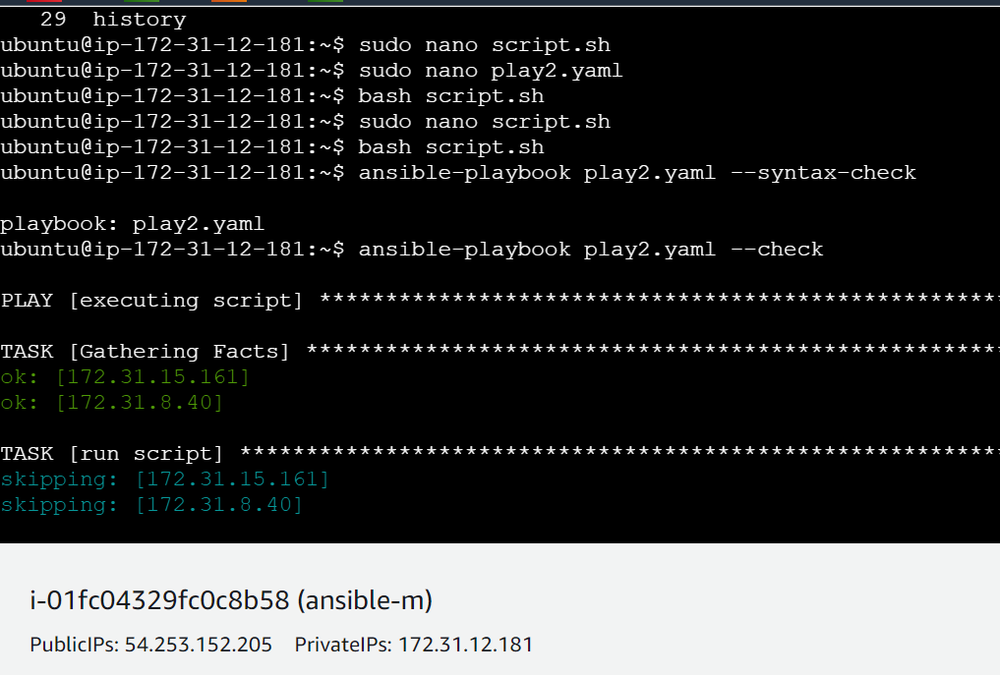 29  history
ubuntu@ip-172-31-12-181:~$ sudo nano script.sh
ubuntu@ip-172-31-12-181:~$ sudo nano play2.yaml
ubuntu@ip-172-31-12-181:~$ bash script.sh
ubuntu@ip-172-31-12-181:~$ sudo nano script.sh
ubuntu@ip-172-31-12-181:~$ bash script.sh
ubuntu@ip-172-31-12-181:~$ ansible-playbook play2.yaml --syntax-check
playbook: play2.yaml
ubuntu@ip-172-31-12-181:~$ ansible-playbook play2.yaml --check
PLAY [executing script] ***************************************************
TASK [Gathering Facts] ****************************************************
ok: [172.31.15.161]
ok: [172.31.8.40]
TASK [run script] *********************************************************
skipping: [172.31.15.161]
skipping: [172.31.8.40]
i-01fc04329fc0c8b58 (ansible-m)
PublicIPs: 54.253.152.205    PrivateIPs: 172.31.12.181